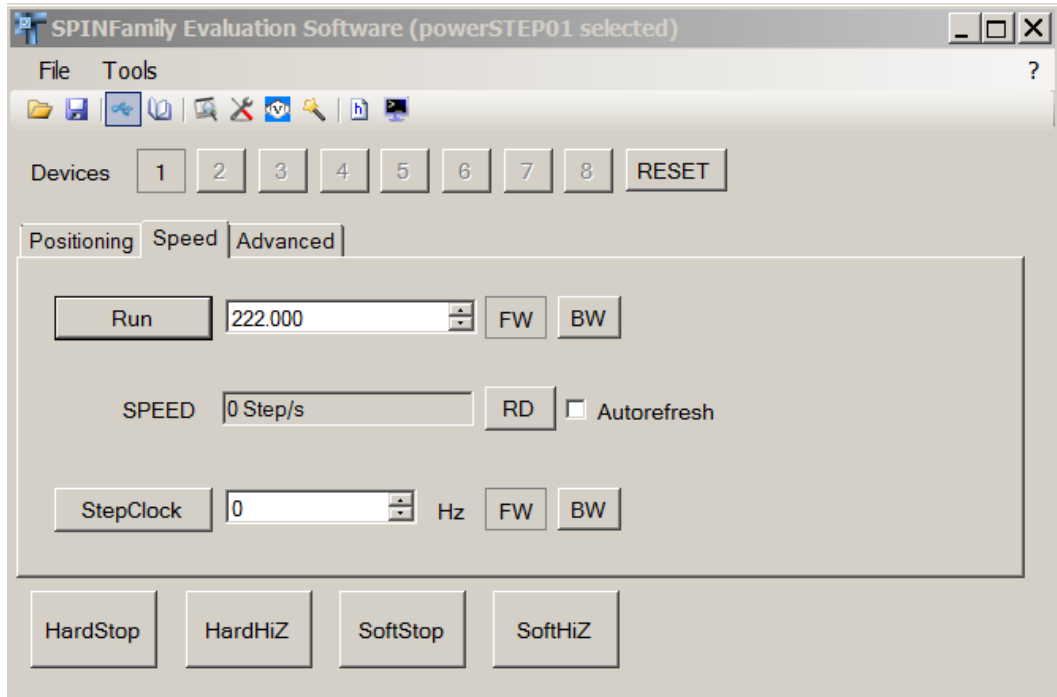 SPINFamily Evaluation Software (powerSTEP01 selected)
File Tools ?
Devices 1 2 3 4 5 6 7 8 RESET
Positioning Speed Advanced
Run 222.000 FW BW
SPEED 0 Step/s RD Autorefresh
StepClock 0 Hz FW BW
HardStop HardHiZ SoftStop SoftHiZ